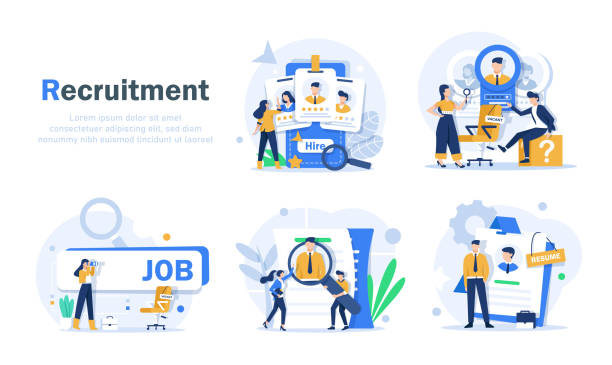 Recruitment
Lorem ipsum dolor sit amet,
consectetuer adipiscing elit, sed diam
nonummy nibh euismod tincidunt ut laoreet
Hire
VACANT
?
JOB
VACANT
RESUME